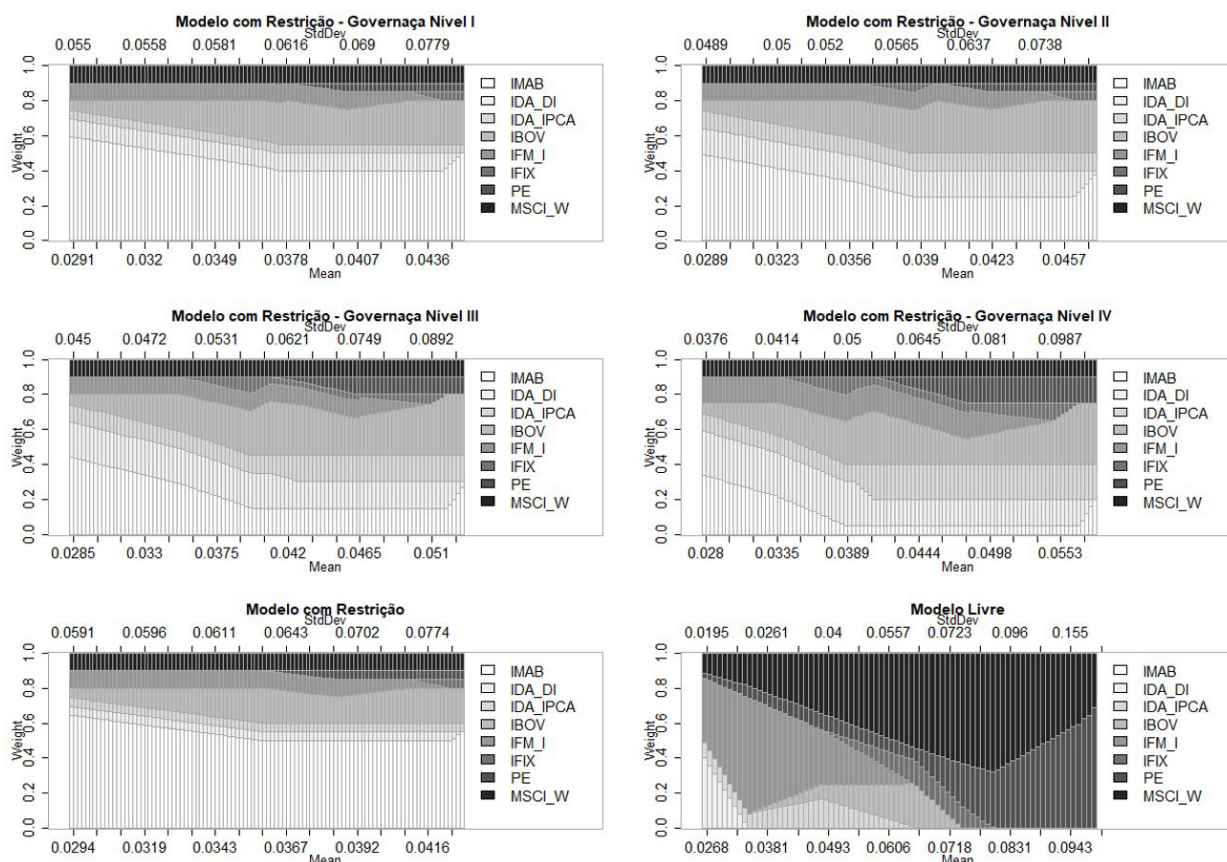 Modelo com Restrição - Governaça Nível I
StdDev
0.055 0.0558 0.0581 0.0616 0.069 0.0779
Weight
1.0
0.8
0.6
0.4
0.2
0.0
IMAB
IDA_DI
IDA_IPCA
IBOV
IFM_I
IFIX
PE
MSCI_W
0.0291 0.032 0.0349 0.0378 0.0407 0.0436
Mean
Modelo com Restrição - Governaça Nível II
StdDev
0.0489 0.05 0.052 0.0565 0.0637 0.0738
Weight
1.0
0.8
0.6
0.4
0.2
0.0
IMAB
IDA_DI
IDA_IPCA
IBOV
IFM_I
IFIX
PE
MSCI_W
0.0289 0.0323 0.0356 0.039 0.0423 0.0457
Mean
Modelo com Restrição - Governaça Nível III
StdDev
0.045 0.0472 0.0531 0.0621 0.0749 0.0892
Weight
1.0
0.8
0.6
0.4
0.2
0.0
IMAB
IDA_DI
IDA_IPCA
IBOV
IFM_I
IFIX
PE
MSCI_W
0.0285 0.033 0.0375 0.042 0.0465 0.051
Mean
Modelo com Restrição - Governaça Nível IV
StdDev
0.0376 0.0414 0.05 0.0645 0.081 0.0987
Weight
1.0
0.8
0.6
0.4
0.2
0.0
IMAB
IDA_DI
IDA_IPCA
IBOV
IFM_I
IFIX
PE
MSCI_W
0.028 0.0335 0.0389 0.0444 0.0498 0.0553
Mean
Modelo com Restrição
StdDev
0.0591 0.0596 0.0611 0.0643 0.0702 0.0774
Weight
1.0
0.8
0.6
0.4
0.2
0.0
IMAB
IDA_DI
IDA_IPCA
IBOV
IFM_I
IFIX
PE
MSCI_W
0.0294 0.0319 0.0343 0.0367 0.0392 0.0416
Mean
Modelo Livre
StdDev
0.0195 0.0261 0.04 0.0557 0.0723 0.096 0.155
Weight
1.0
0.8
0.6
0.4
0.2
0.0
IMAB
IDA_DI
IDA_IPCA
IBOV
IFM_I
IFIX
PE
MSCI_W
0.0268 0.0381 0.0493 0.0606 0.0718 0.0831 0.0943
Mean